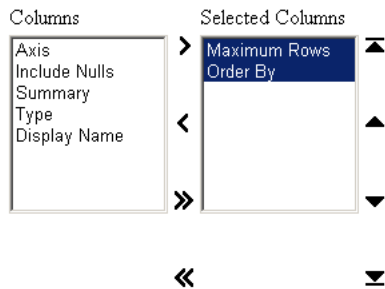 Columns Selected Columns
Axis
Include Nulls
Summary
Type
Display Name
Maximum Rows
Order By